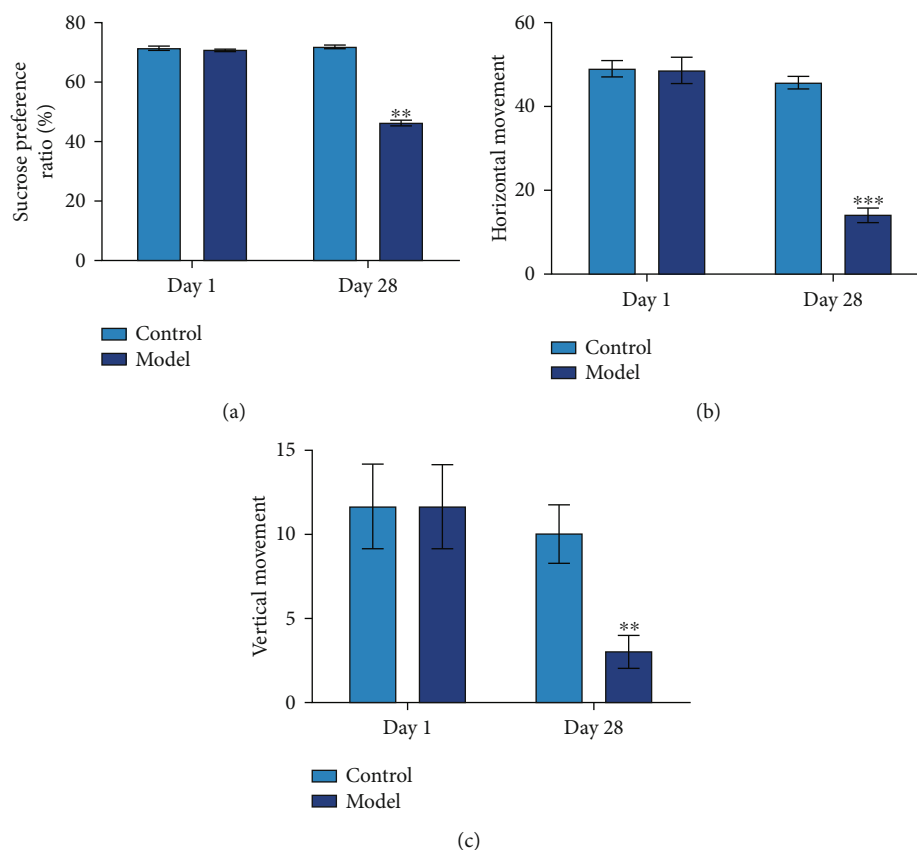 80
60
40
20
0
Sucrose preference
ratio (%)
**
Day 1
Day 28
Control
Model
(a)
60
40
20
0
Horizontal movement
***
Day 1
Day 28
Control
Model
(b)
15
10
5
0
Vertical movement
**
Day 1
Day 28
Control
Model
(c)